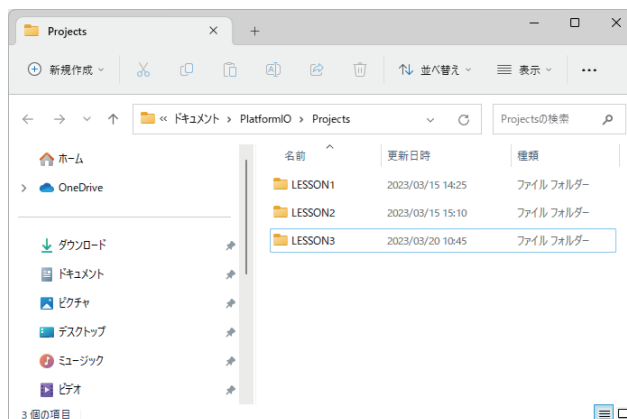 Projects
新規作成
並べ替え
表示
ドキュメント > PlatformIO > Projects
Projectsの検索
ホーム
OneDrive
ダウンロード
ドキュメント
ピクチャ
デスクトップ
ミュージック
ビデオ
名前 更新日時 種類
LESSON1 2023/03/15 14:25 ファイル フォルダー
LESSON2 2023/03/15 15:10 ファイル フォルダー
LESSON3 2023/03/20 10:45 ファイル フォルダー
3 個の項目